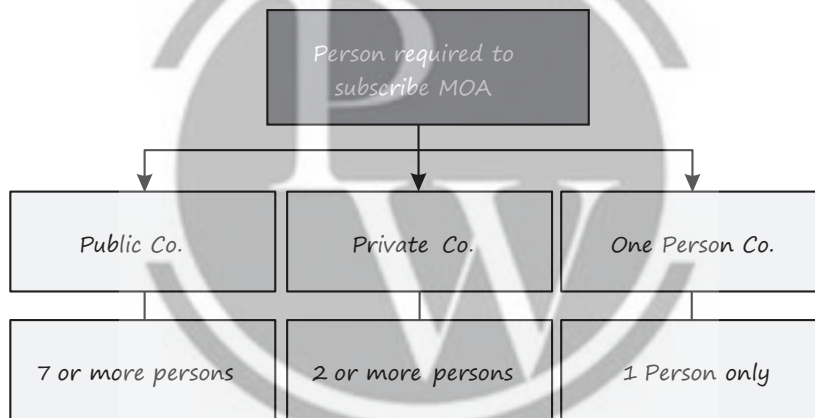 Person required to
subscribe MOA
Public Co.
Private Co.
One Person Co.
7 or more persons
2 or more persons
1 Person only
PW